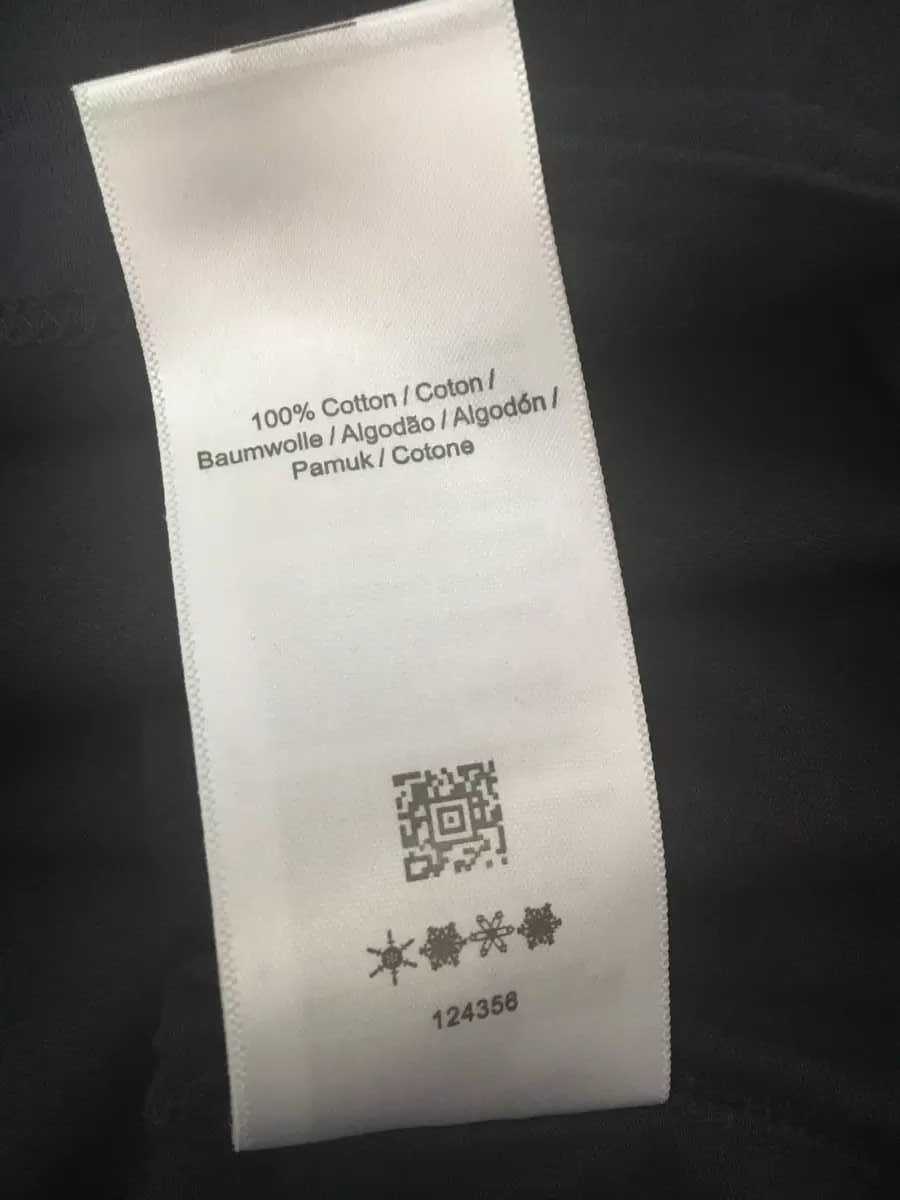 100% Cotton / Coton /
Baumwolle / Algodão / Algodón /
Pamuk / Cotone
124356